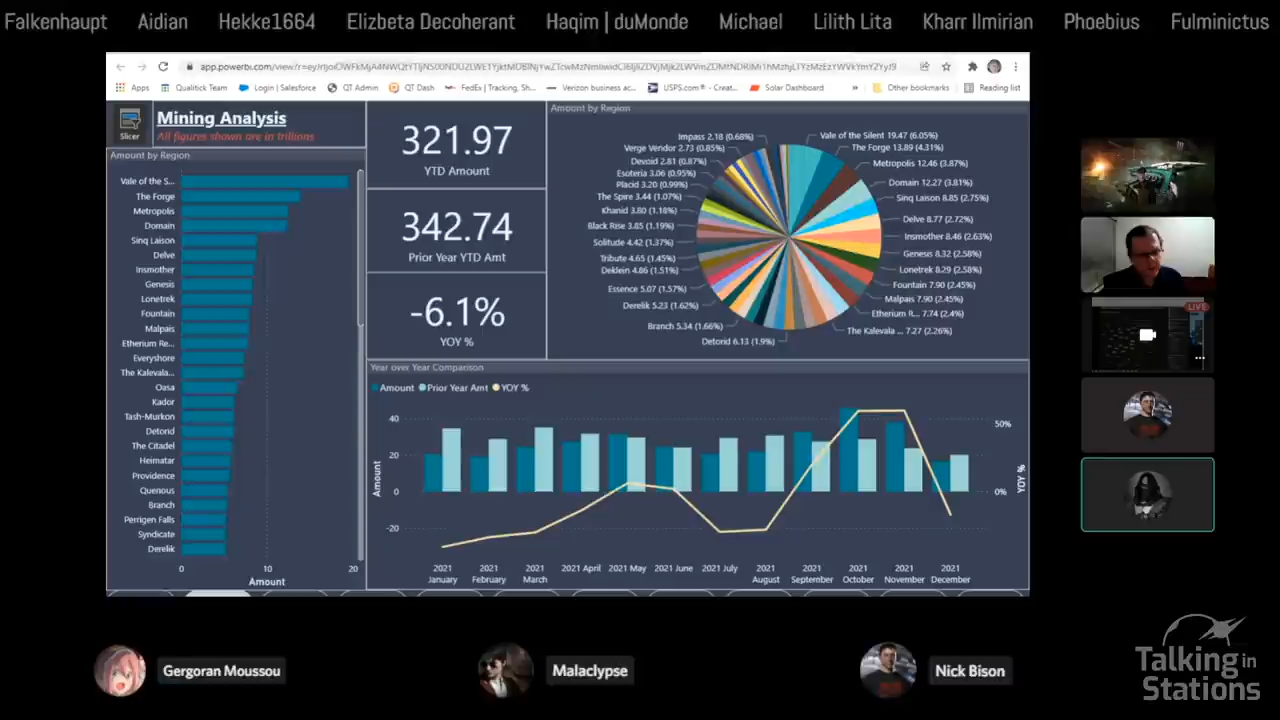 Falkenhaupt Aidian Hekke1664 Elizbeta Decoherant Haqim | duMonde Michael Lilith Lita Kharr Ilmirian Phoebius Fulminictus
Apps Qualitick Team Login | Salesforce QT Admin QT Dash FedEx | Tracking, Sh... Verizon business ac... USPS.com® - Creat... Solar Dashboard » Other bookmarks Reading list
Slicer
Mining Analysis
All figures shown are in trillions
Amount by Region
Vale of the S...
The Forge
Metropolis
Domain
Sinq Laison
Delve
Insmother
Genesis
Lonetrek
Fountain
Malpais
Etherium Re...
Everyshore
The Kalevala...
Oasa
Kador
Tash-Murkon
Detorid
The Citadel
Heimatar
Providence
Quenous
Branch
Perrigen Falls
Syndicate
Derelik
0 10 20
Amount
321.97
YTD Amount
342.74
Prior Year YTD Amt
-6.1%
YOY %
Amount by Region
Impass 2.18 (0.68%)
Verge Vendor 2.73 (0.85%)
Devoid 2.81 (0.87%)
Esoteria 3.06 (0.95%)
Placid 3.20 (0.99%)
The Spire 3.44 (1.07%)
Khanid 3.80 (1.18%)
Black Rise 3.85 (1.19%)
Solitude 4.42 (1.37%)
Tribute 4.65 (1.45%)
Deklein 4.86 (1.51%)
Essence 5.07 (1.57%)
Derelik 5.23 (1.62%)
Branch 5.34 (1.66%)
Detorid 6.13 (1.9%)
Vale of the Silent 19.47 (6.05%)
The Forge 13.89 (4.31%)
Metropolis 12.46 (3.87%)
Domain 12.27 (3.81%)
Sinq Laison 8.85 (2.75%)
Delve 8.77 (2.72%)
Insmother 8.46 (2.63%)
Genesis 8.32 (2.58%)
Lonetrek 8.29 (2.58%)
Fountain 7.90 (2.45%)
Malpais 7.90 (2.45%)
Etherium R... 7.74 (2.4%)
The Kalevala ... 7.27 (2.26%)
Year over Year Comparison
Amount Prior Year Amt YOY %
40
20
0
-20
Amount
50%
0%
YOY %
2021 January
2021 February
2021 March
2021 April
2021 May
2021 June
2021 July
2021 August
2021 September
2021 October
2021 November
2021 December
LIVE
Gergoran Moussou
Malaclypse
Nick Bison
Talking in
Stations